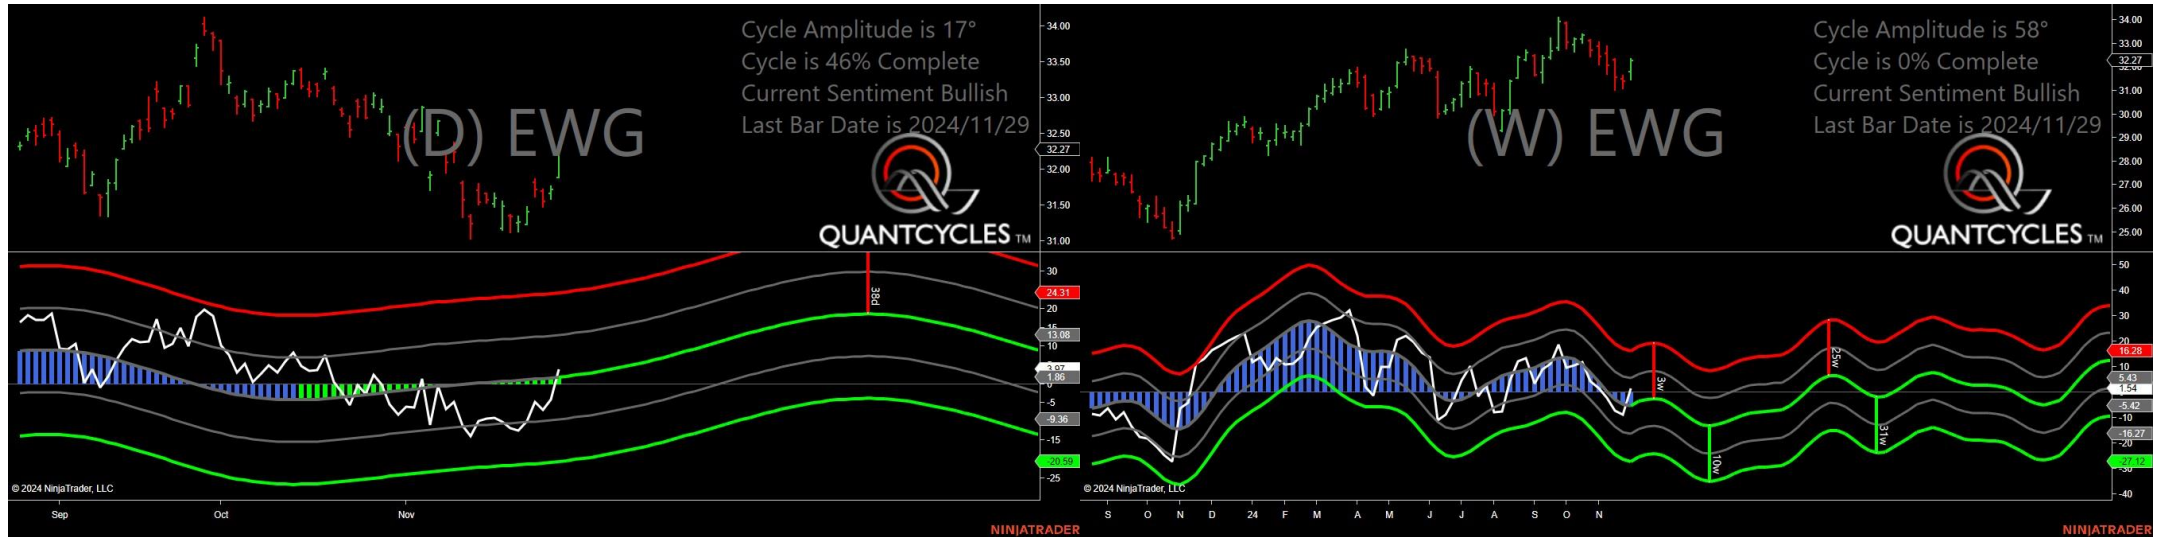 Cycle Amplitude is 17°
Cycle is 46% Complete
Current Sentiment Bullish
Last Bar Date is 2024/11/29
(D) EWG
QUANTCYCLES TM
34.00
33.50
33.00
32.50
32.27
32.00
31.50
31.00
30
24.31
20
15
13.08
10
3.97
1.86
-5
-9.36
-15
-20.59
-25
38d
© 2024 NinjaTrader, LLC
Sep
Oct
Nov
NINJATRADER
Cycle Amplitude is 58°
Cycle is 0% Complete
Current Sentiment Bullish
Last Bar Date is 2024/11/29
(W) EWG
QUANTCYCLES TM
34.00
33.00
32.27
31.00
30.00
29.00
28.00
27.00
26.00
25.00
50
40
30
20
16.28
10
5.43
1.54
-5.42
-10
-16.27
-20
-27.12
-30
-40
3w
10w
25w
31w
© 2024 NinjaTrader, LLC
S
O
N
D
24
F
M
A
M
J
J
A
S
O
N
NINJATRADER